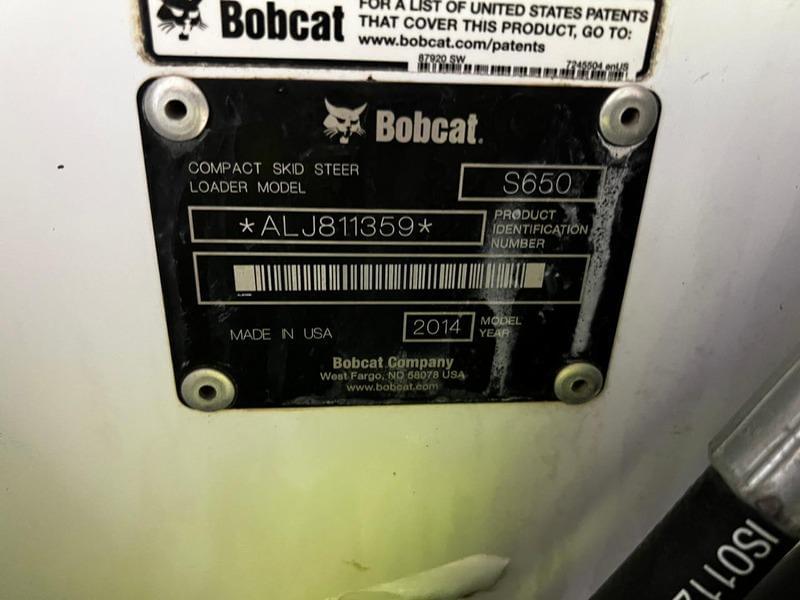 Bobcat
FOR A LIST OF UNITED STATES PATENTS
THAT COVER THIS PRODUCT, GO TO:
www.bobcat.com/patents
87920 SW
7245504 enUS
Bobcat.
COMPACT SKID STEER
LOADER MODEL
S650
*ALJ811359*
PRODUCT
IDENTIFICATION
NUMBER
MADE IN USA
2014
MODEL
YEAR
Bobcat Company
West Fargo, ND 58078 USA
www.bobcat.com
ISO112